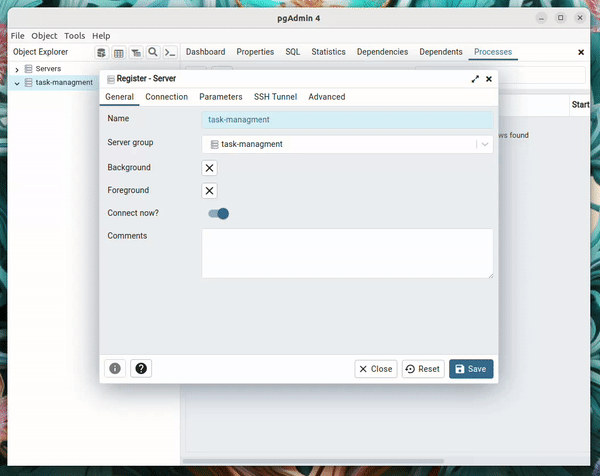 pgAdmin 4
File Object Tools Help
Object Explorer
Dashboard Properties SQL Statistics Dependencies Dependents Processes
Servers
task-managment
Register - Server
General Connection Parameters SSH Tunnel Advanced
Start
Name
task-managment
ws found
Server group
task-managment
Background
Foreground
Connect now?
Comments
Close
Reset
Save